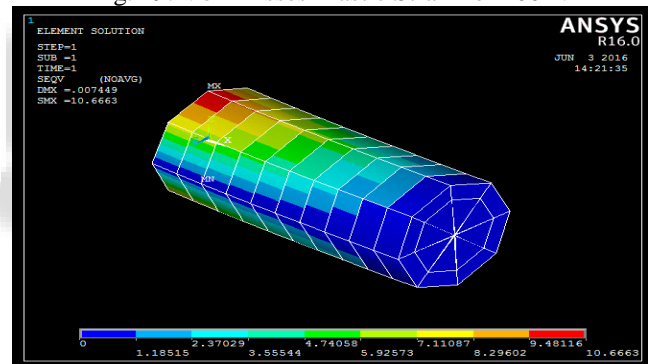 1
ELEMENT SOLUTION
STEP=1
SUB =1
TIME=1
SEQV (NOAVG)
DMX =.007449
SMX =10.6663
ANSYS
R16.0
JUN 3 2016
14:21:35
MX
X
MN
0 2.37029 4.74058 7.11087 9.48116
1.18515 3.55544 5.92573 8.29602 10.6663